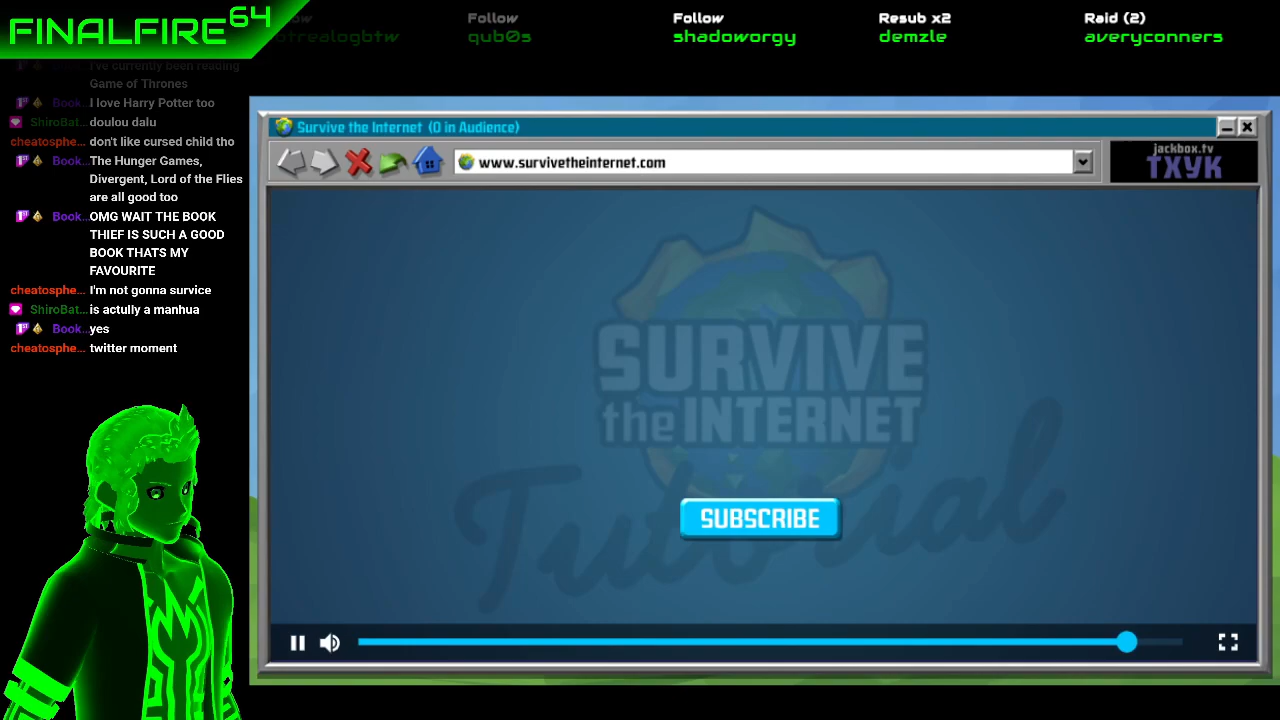 FINALFIRE64
Follow
qub0s
Follow
shadoworgy
Resub x2
demzle
Raid (2)
averyconners
I've currently been reading
Game of Thrones
Book... I love Harry Potter too
ShiroBat... doulou dalu
cheatosphe... don't like cursed child tho
Book... The Hunger Games,
Divergent, Lord of the Flies
are all good too
Book... OMG WAIT THE BOOK
THIEF IS SUCH A GOOD
BOOK THATS MY
FAVOURITE
cheatosphe... I'm not gonna survice
ShiroBat... is actully a manhua
Book... yes
cheatosphe... twitter moment
Survive the Internet (0 in Audience)
www.survivetheinternet.com
jackbox.tv
TXYK
SURVIVE
the INTERNET
Tutorial
SUBSCRIBE